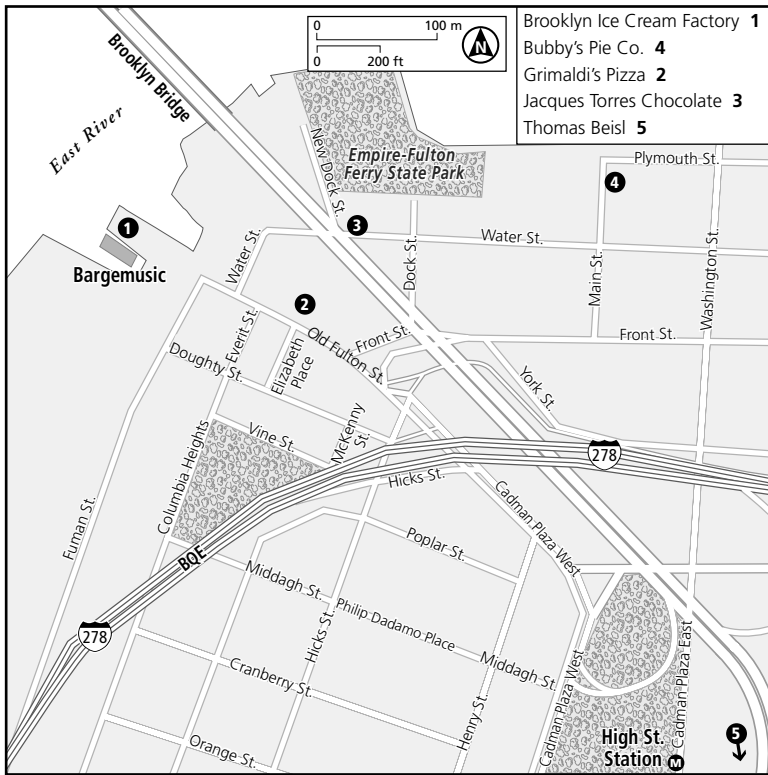 0 100 m
0 200 ft
N
Brooklyn Ice Cream Factory 1
Bubby's Pie Co. 4
Grimaldi's Pizza 2
Jacques Torres Chocolate 3
Thomas Beisl 5
Brooklyn Bridge
East River
New Dock St.
Empire-Fulton
Ferry State Park
Plymouth St.
4
1
3
Water St.
Water St.
Dock St.
Main St.
Washington St.
Bargemusic
2
Everit St.
Old Fulton St.
Front St.
Front St.
Doughty St.
Elizabeth
Place
York St.
McKenny
St.
Vine St.
Columbia Heights
278
Hicks St.
Cadman Plaza West
Fuman St.
BQE
Poplar St.
Middagh St.
Philip Dadamo Place
Hicks St.
278
Middagh St.
Cranberry St.
Henry St.
Cadman Plaza West
Cadman Plaza East
Orange St.
High St.
Station M
5